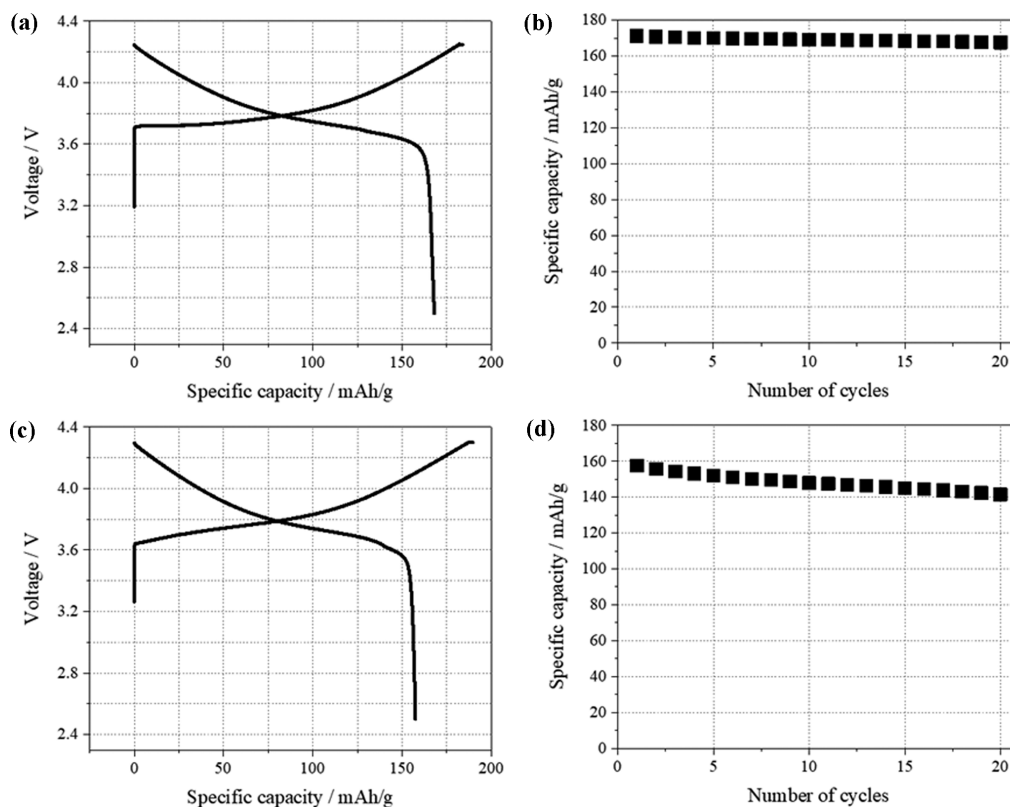 (a)
4.4
4.0
3.6
3.2
2.8
2.4
Voltage / V
0 50 100 150 200
Specific capacity / mAh/g
(b)
180
160
140
120
100
80
60
40
20
0
Specific capacity / mAh/g
0 5 10 15 20
Number of cycles
(c)
4.4
4.0
3.6
3.2
2.8
2.4
Voltage / V
0 50 100 150 200
Specific capacity / mAh/g
(d)
180
160
140
120
100
80
60
40
20
0
Specific capacity / mAh/g
0 5 10 15 20
Number of cycles